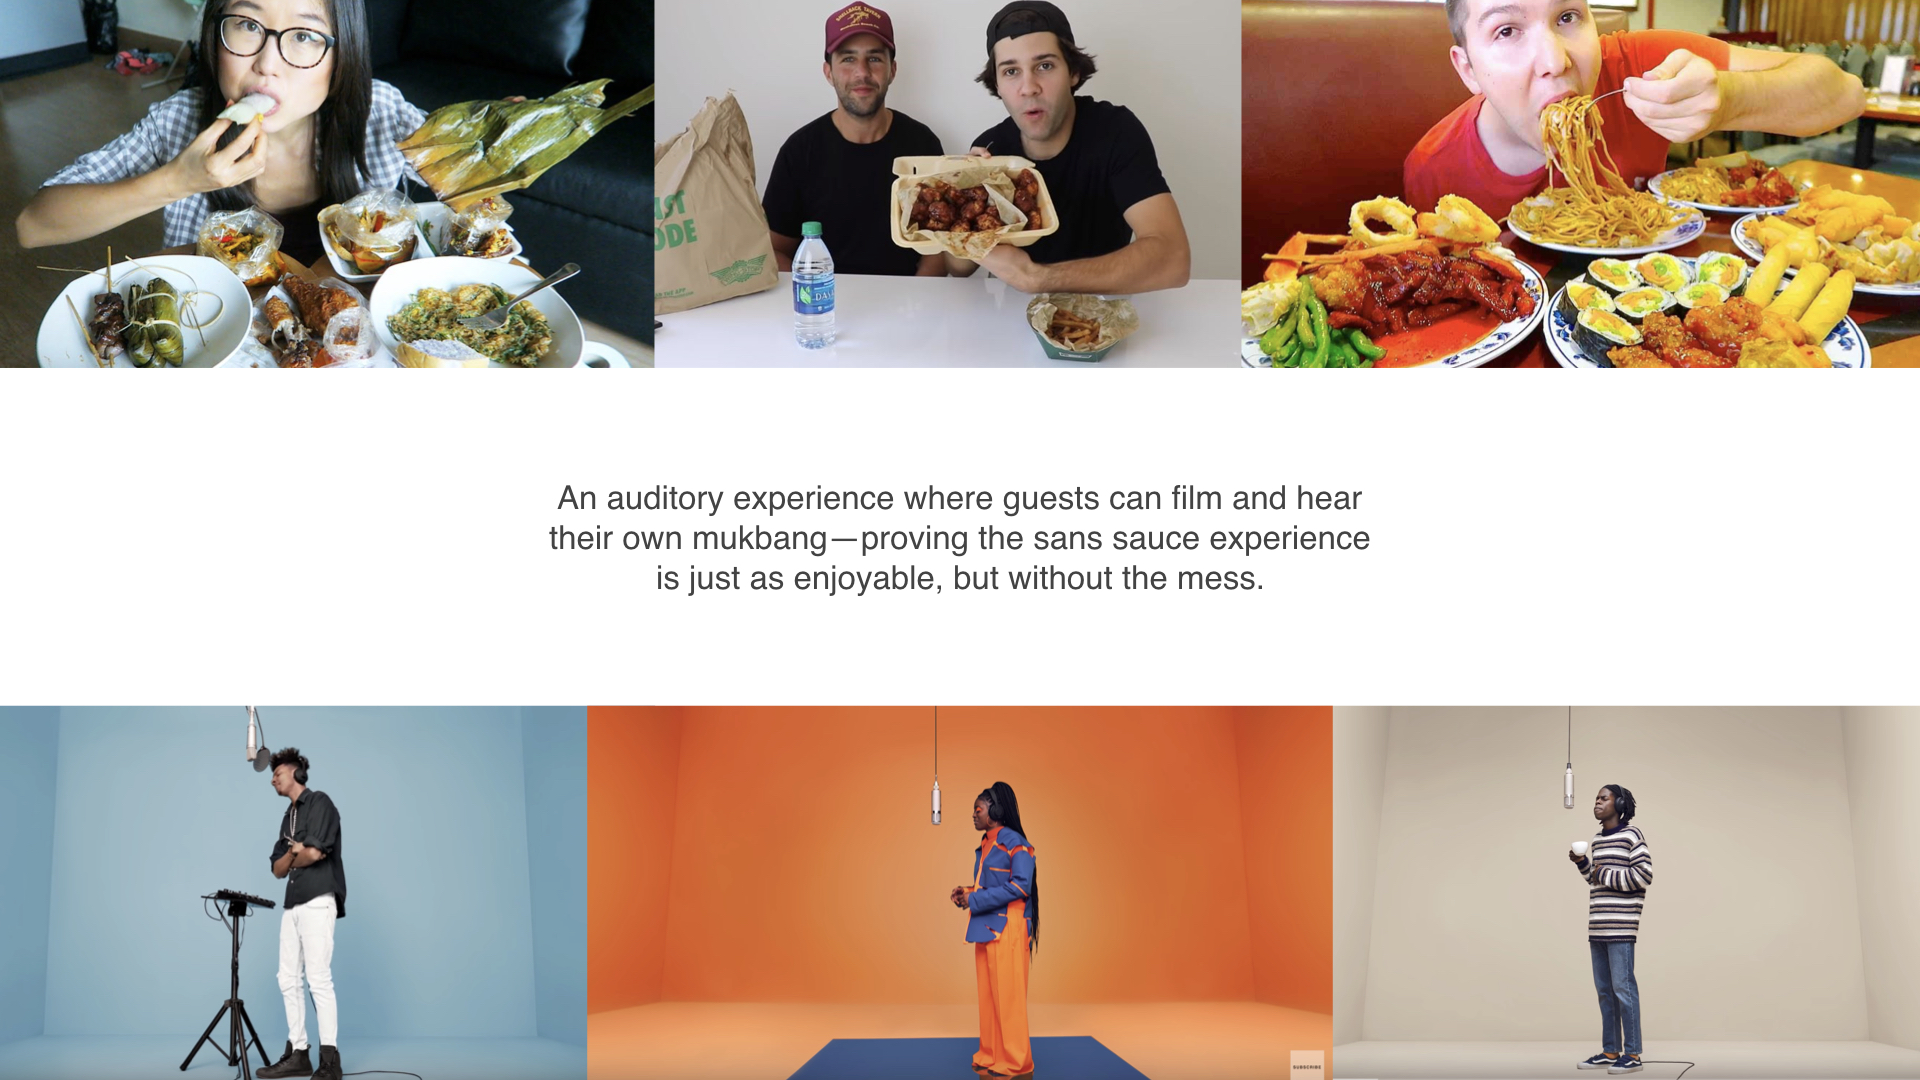 An auditory experience where guests can film and hear
their own mukbang—proving the sans sauce experience
is just as enjoyable, but without the mess.
SUBSCRIBE